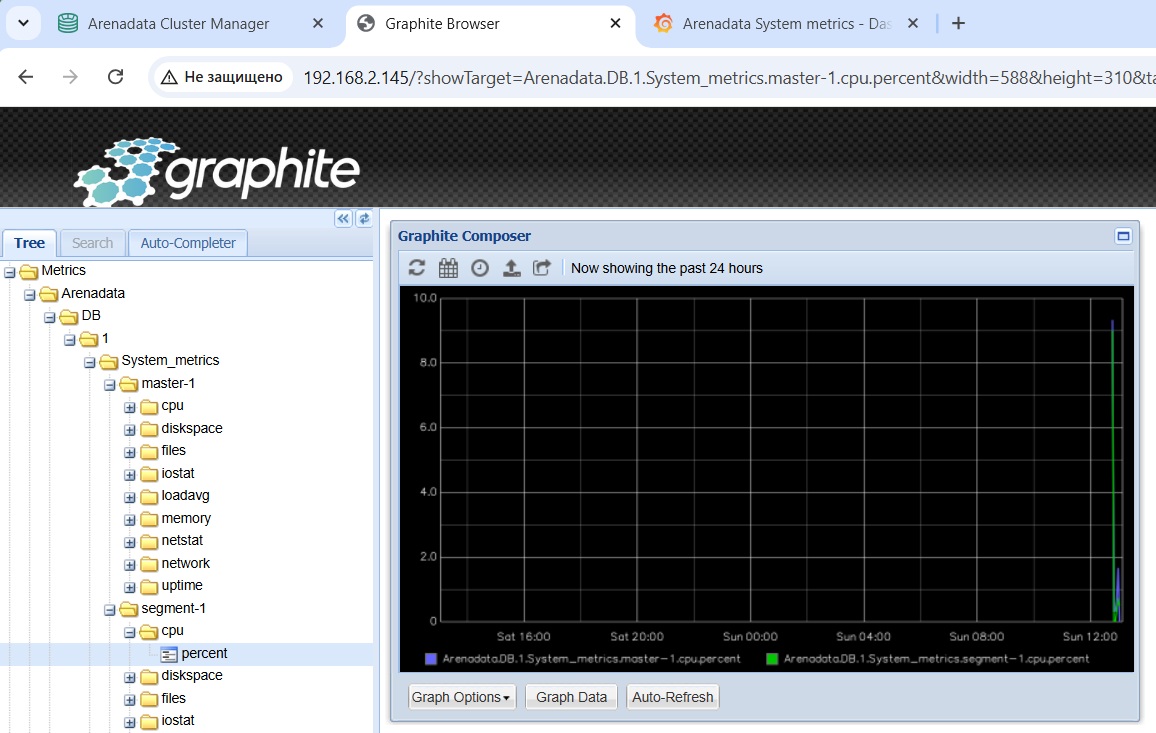 Arenadata Cluster Manager
Graphite Browser
Arenadata System metrics - Das
Не защищено
192.168.2.145/?showTarget=Arenadata.DB.1.System_metrics.master-1.cpu.percent&width=588&height=310&ta
graphite
Tree Search Auto-Completer
Metrics
Arenadata
DB
1
System_metrics
master-1
cpu
diskspace
files
iostat
loadavg
memory
netstat
network
uptime
segment-1
cpu
percent
diskspace
files
iostat
Graphite Composer
Now showing the past 24 hours
10.0
8.0
6.0
4.0
2.0
0
Sat 16:00 Sat 20:00 Sun 00:00 Sun 04:00 Sun 08:00 Sun 12:00
Arenadata.DB.1.System_metrics.master-1.cpu.percent Arenadata.DB.1.System_metrics.segment-1.cpu.percent
Graph Options Graph Data Auto-Refresh